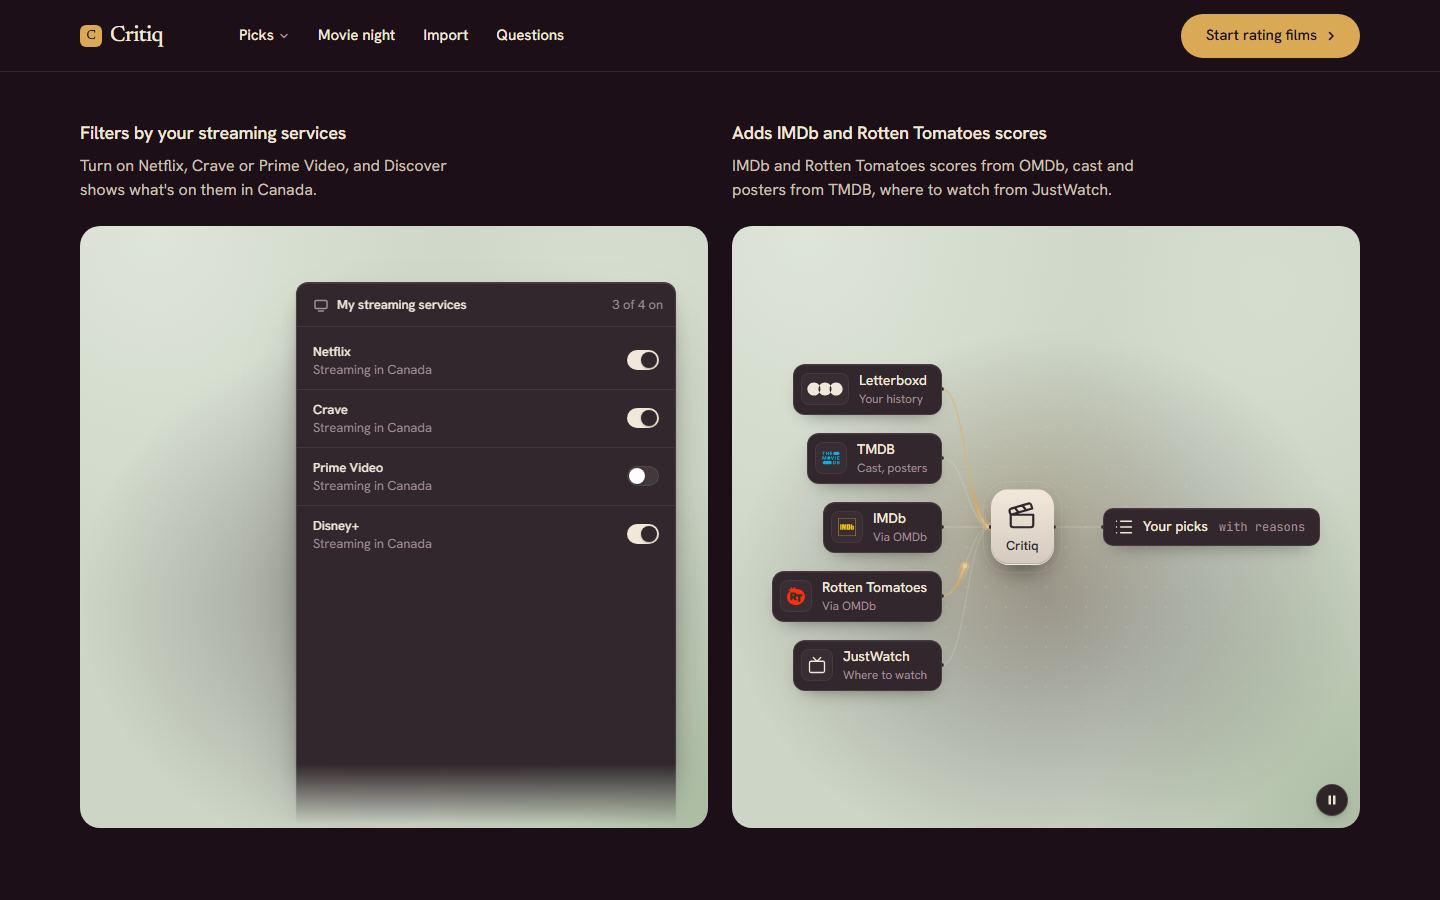 C Critiq
Picks
Movie night
Import
Questions
Start rating films
Filters by your streaming services
Turn on Netflix, Crave or Prime Video, and Discover
shows what's on them in Canada.
Adds IMDb and Rotten Tomatoes scores
IMDb and Rotten Tomatoes scores from OMDb, cast and
posters from TMDB, where to watch from JustWatch.
My streaming services
3 of 4 on
Netflix
Streaming in Canada
Crave
Streaming in Canada
Prime Video
Streaming in Canada
Disney+
Streaming in Canada
Letterboxd
Your history
THE
MOVIE
DB
TMDB
Cast, posters
IMDb
IMDb
Via OMDb
RT
Rotten Tomatoes
Via OMDb
JustWatch
Where to watch
Critiq
Your picks with reasons